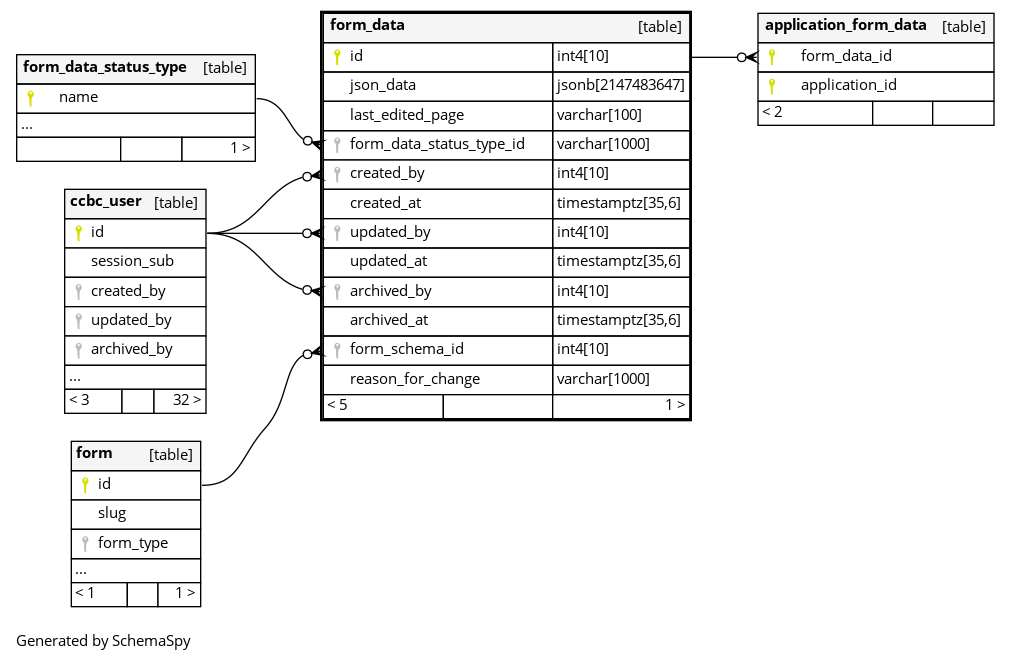 form_data_status_type [table]
name
...
1 >
ccbc_user [table]
id
session_sub
created_by
updated_by
archived_by
...
< 3 32 >
form [table]
id
slug
form_type
...
< 1 1 >
form_data [table]
id int4[10]
json_data jsonb[2147483647]
last_edited_page varchar[100]
form_data_status_type_id varchar[1000]
created_by int4[10]
created_at timestamptz[35,6]
updated_by int4[10]
updated_at timestamptz[35,6]
archived_by int4[10]
archived_at timestamptz[35,6]
form_schema_id int4[10]
reason_for_change varchar[1000]
< 5 1 >
application_form_data [table]
form_data_id
application_id
< 2
Generated by SchemaSpy